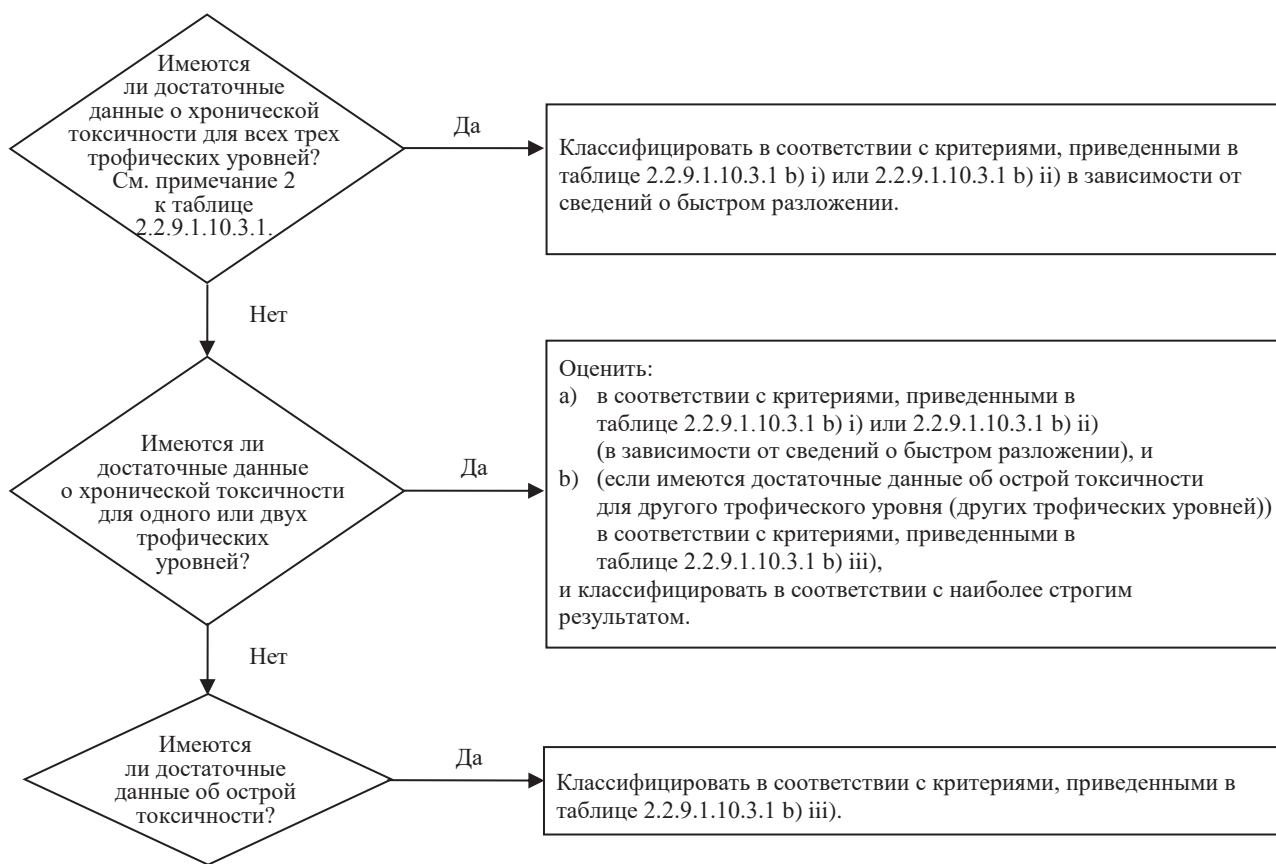 Имеются
ли достаточные
данные о хронической
токсичности для всех трех
трофических уровней?
См. примечание 2
к таблице
2.2.9.1.10.3.1.
Да
Классифицировать в соответствии с критериями, приведенными в
таблице 2.2.9.1.10.3.1 b) i) или 2.2.9.1.10.3.1 b) ii) в зависимости от
сведений о быстром разложении.
Нет
Имеются ли
достаточные данные
о хронической токсичности
для одного или двух
трофических
уровней?
Да
Оценить:
a) в соответствии с критериями, приведенными в
таблице 2.2.9.1.10.3.1 b) i) или 2.2.9.1.10.3.1 b) ii)
(в зависимости от сведений о быстром разложении), и
b) (если имеются достаточные данные об острой токсичности
для другого трофического уровня (других трофических уровней))
в соответствии с критериями, приведенными в
таблице 2.2.9.1.10.3.1 b) iii),
и классифицировать в соответствии с наиболее строгим
результатом.
Нет
Имеются
ли достаточные
данные об острой
токсичности?
Да
Классифицировать в соответствии с критериями, приведенными в
таблице 2.2.9.1.10.3.1 b) iii).